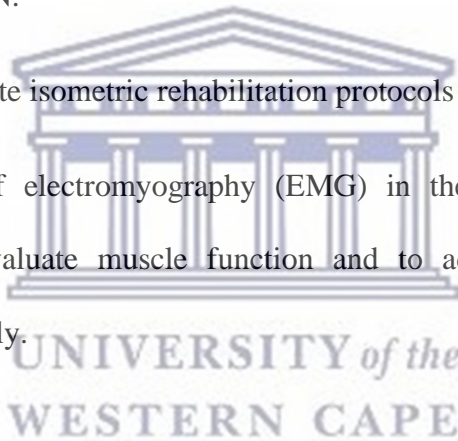 N.
te isometric rehabilitation protocols
f electromyography (EMG) in the
valuate muscle function and to a
ly.
UNIVERSITY of the
WESTERN CAPE